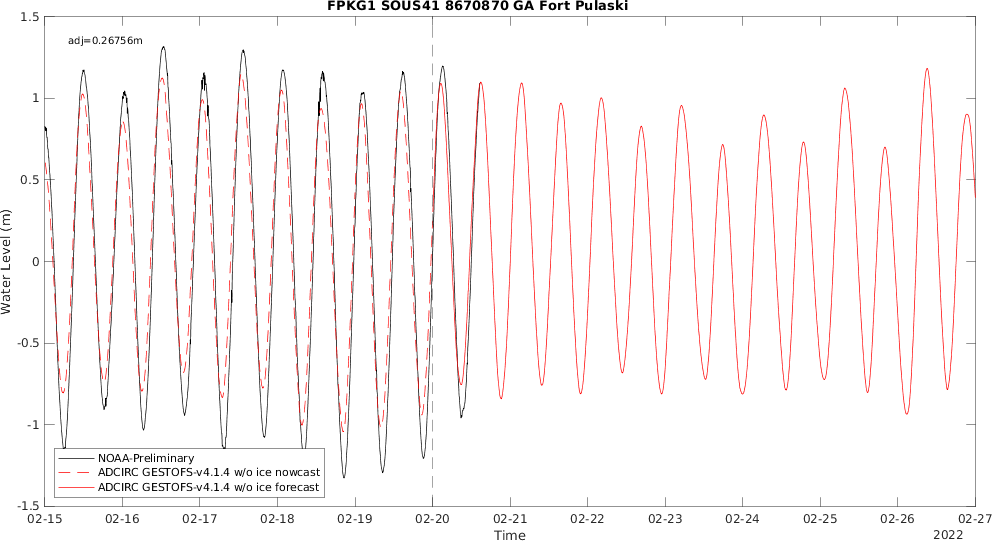 FPKG1 SOUS41 8670870 GA Fort Pulaski
adj=0.26756m
1.5
1
0.5
0
-0.5
-1
-1.5
Water Level (m)
NOAA-Preliminary
ADCIRC GESTOFS-v4.1.4 w/o ice nowcast
ADCIRC GESTOFS-v4.1.4 w/o ice forecast
02-15 02-16 02-17 02-18 02-19 02-20 02-21 02-22 02-23 02-24 02-25 02-26 02-27
Time
2022